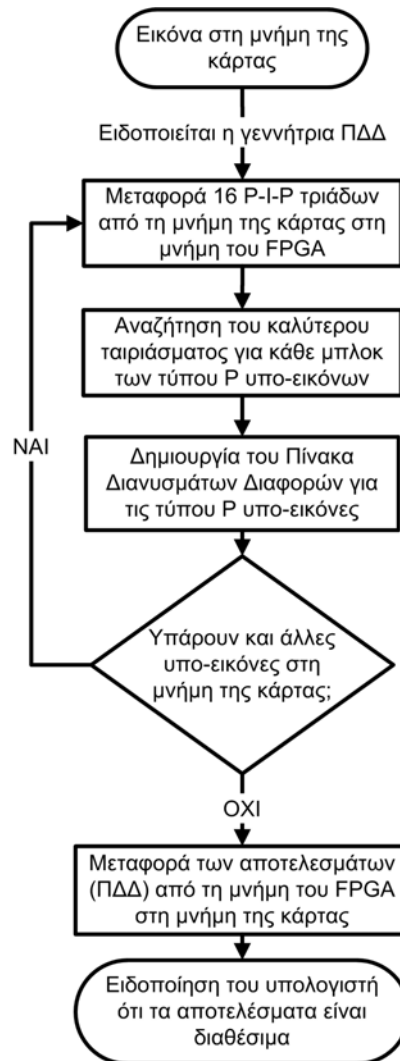 Εικόνα στη μνήμη της
κάρτας
Ειδοποιείται η γεννήτρια ΠΔΔ
Μεταφορά 16 P-I-P τριάδων
από τη μνήμη της κάρτας στη
μνήμη του FPGA
Αναζήτηση του καλύτερου
ταιριάσματος για κάθε μπλοκ
των τύπου P υπο-εικόνων
ΝΑΙ
Δημιουργία του Πίνακα
Διανυσμάτων Διαφορών για
τις τύπου P υπο-εικόνες
Υπάρουν και άλλες
υπο-εικόνες στη
μνήμη της κάρτας;
ΟΧΙ
Μεταφορά των αποτελεσμάτων
(ΠΔΔ) από τη μνήμη του FPGA
στη μνήμη της κάρτας
Ειδοποίηση του υπολογιστή
ότι τα αποτελέσματα είναι
διαθέσιμα